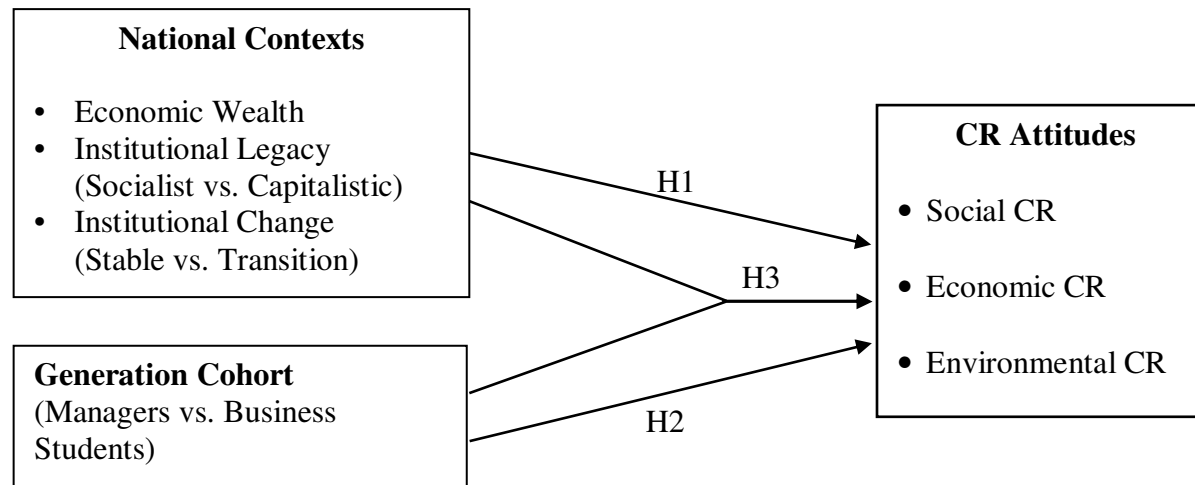 National Contexts
• Economic Wealth
• Institutional Legacy
(Socialist vs. Capitalistic)
• Institutional Change
(Stable vs. Transition)
Generation Cohort
(Managers vs. Business
Students)
H1
H3
H2
CR Attitudes
• Social CR
• Economic CR
• Environmental CR